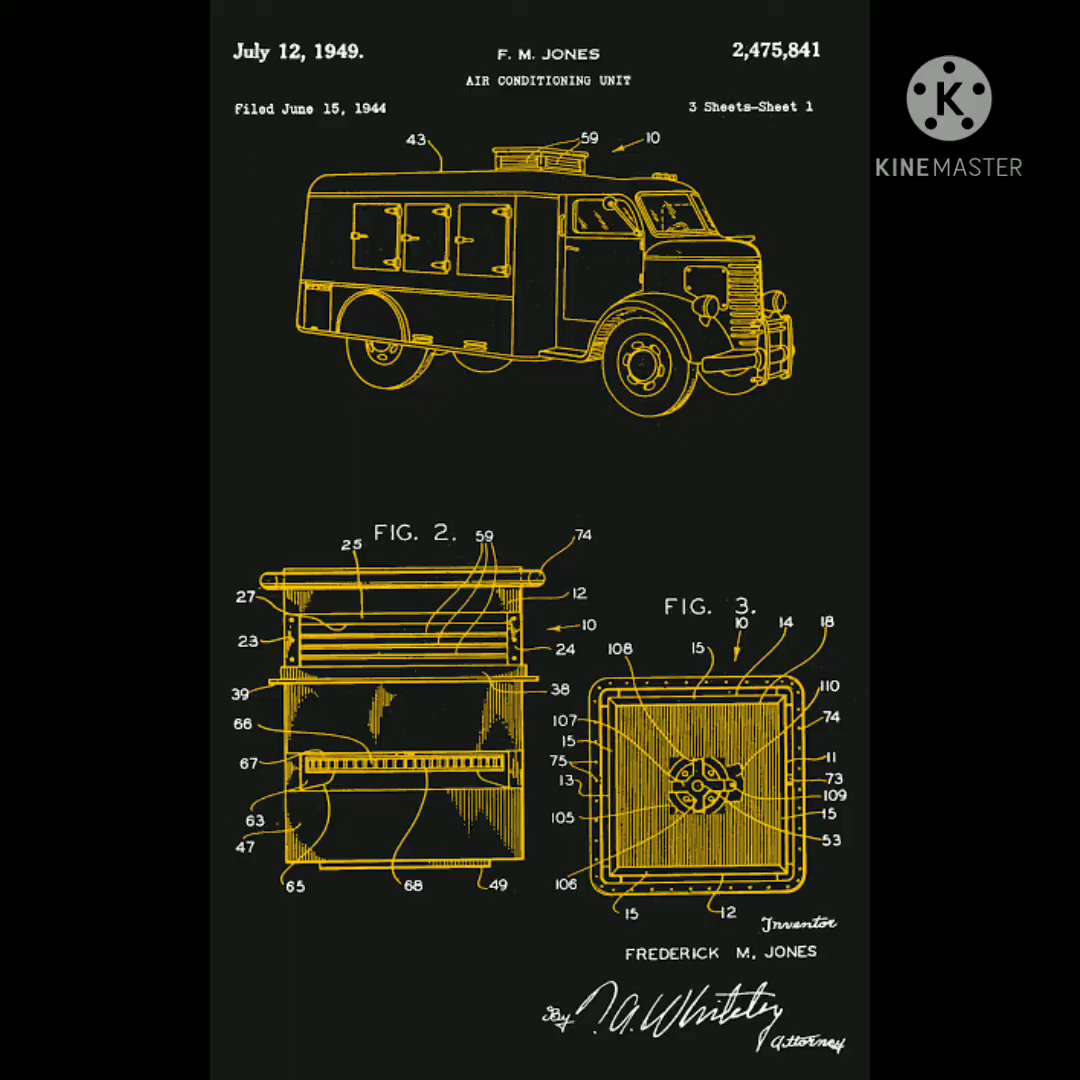 July 12, 1949.
F. M. JONES
2,475,841
AIR CONDITIONING UNIT
Filed June 15, 1944
3 Sheets-Sheet 1
K
KINEMASTER
43
59
10
FIG. 2.
25
59
74
27
12
10
23
24
39
38
66
67
63
47
65
68
49
FIG. 3.
10
14
18
108
15
110
107
74
15
75
11
13
73
109
105
15
53
106
15
12
Inventor
FREDERICK M. JONES
By
Whiteley
Attorney